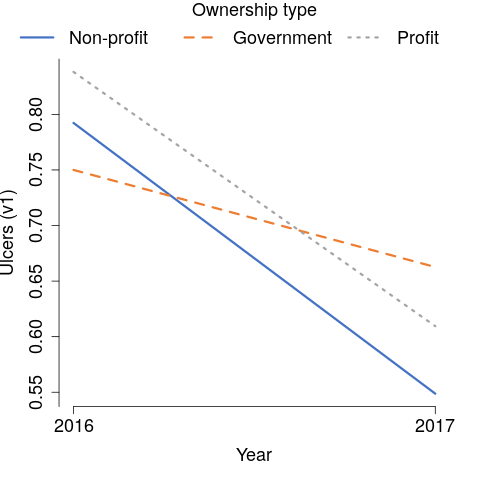 Ownership type
Non-profit Government Profit
0.80
0.75
0.70
0.65
0.60
0.55
Ulcers (v1)
2016 2017
Year